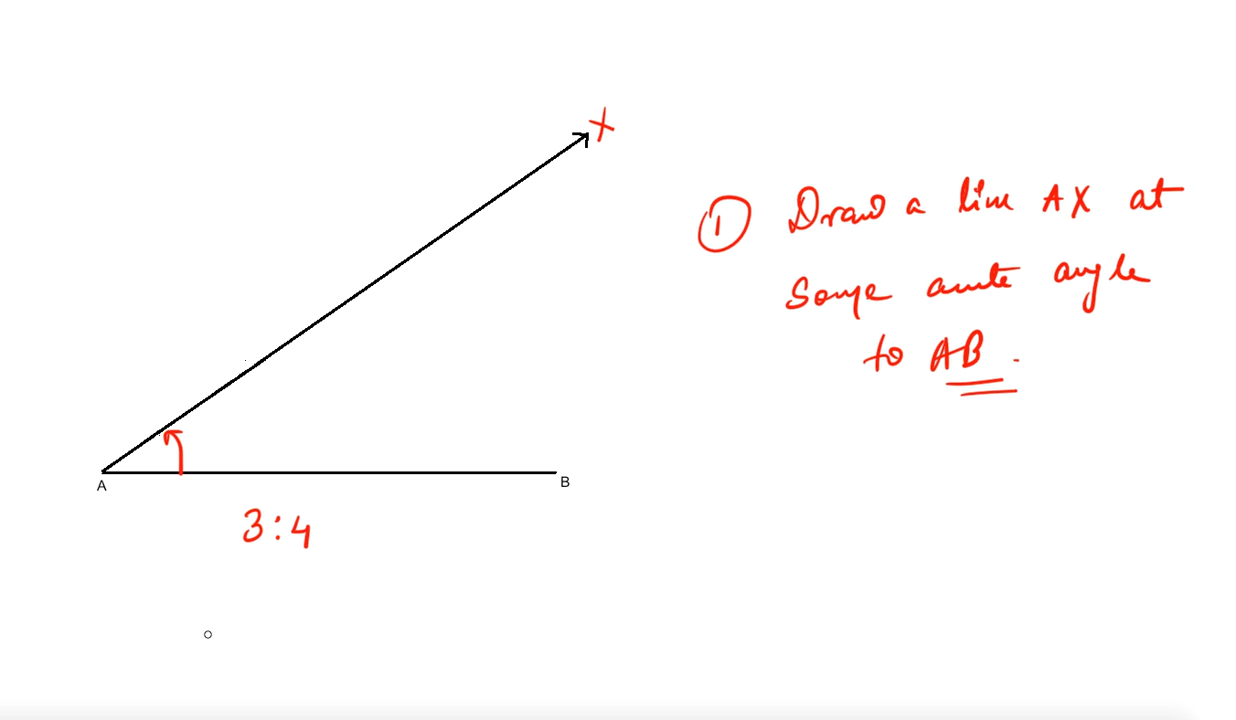 X
① Draw a line AX at
Some acute angle
to AB.
A
B
3:4